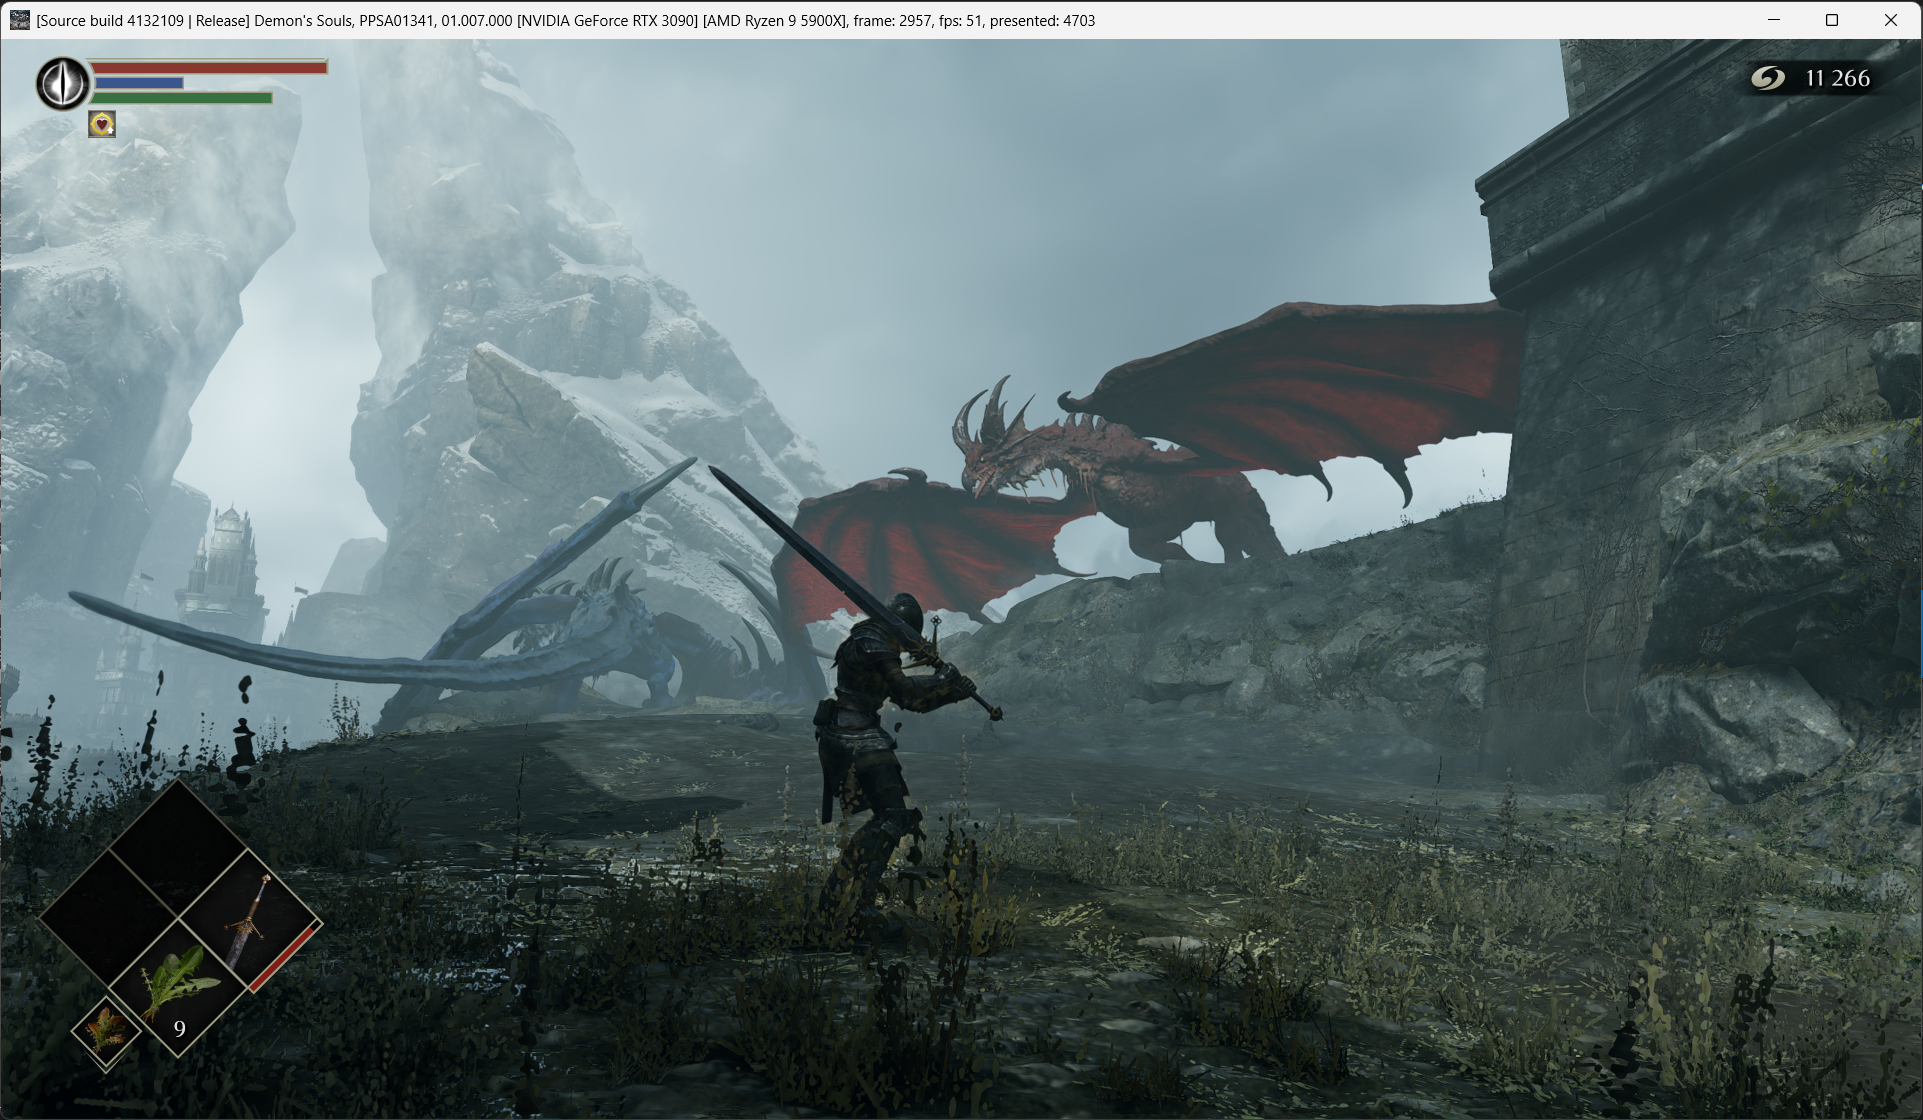 [Source build 4132109 | Release] Demon's Souls, PPSA01341, 01.007.000 [NVIDIA GeForce RTX 3090] [AMD Ryzen 9 5900X], frame: 2957, fps: 51, presented: 4703
11 266
9